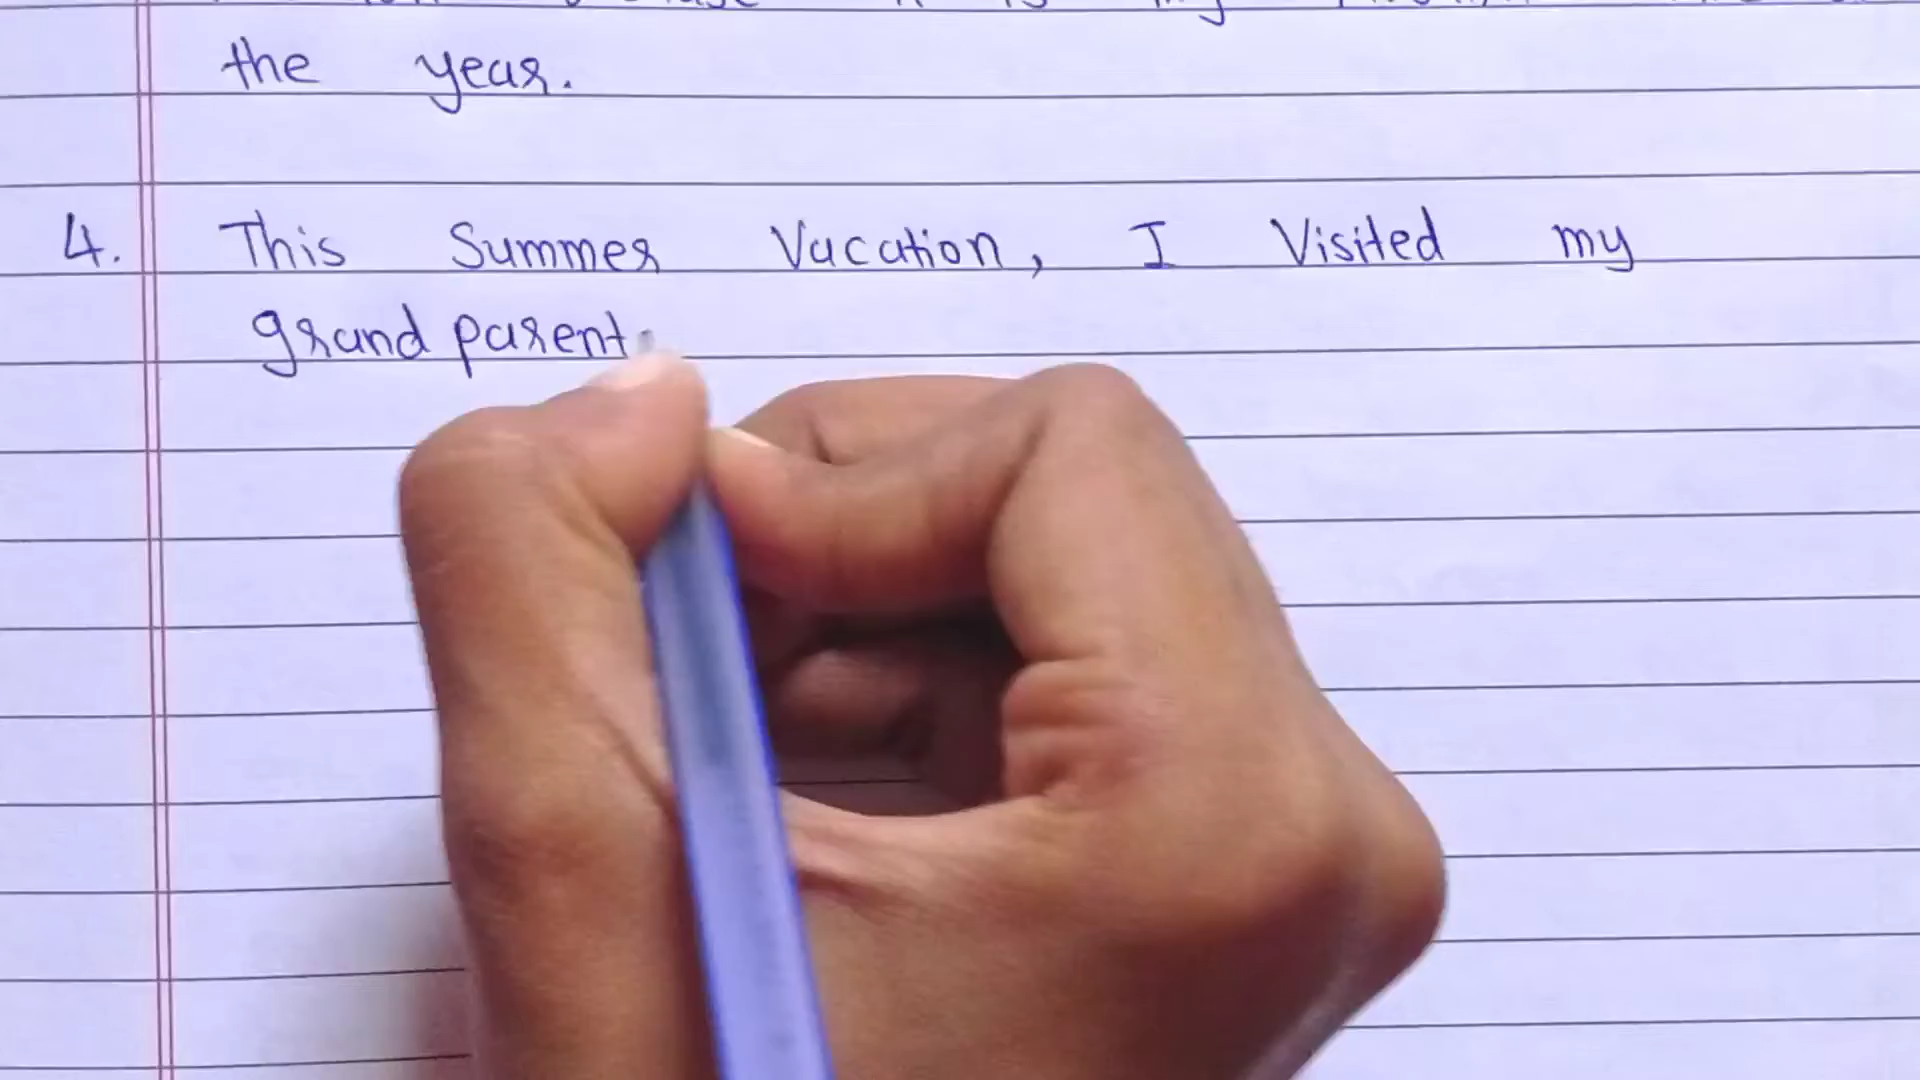 the year.
4. This Summer Vacation, I Visited my
grand parent